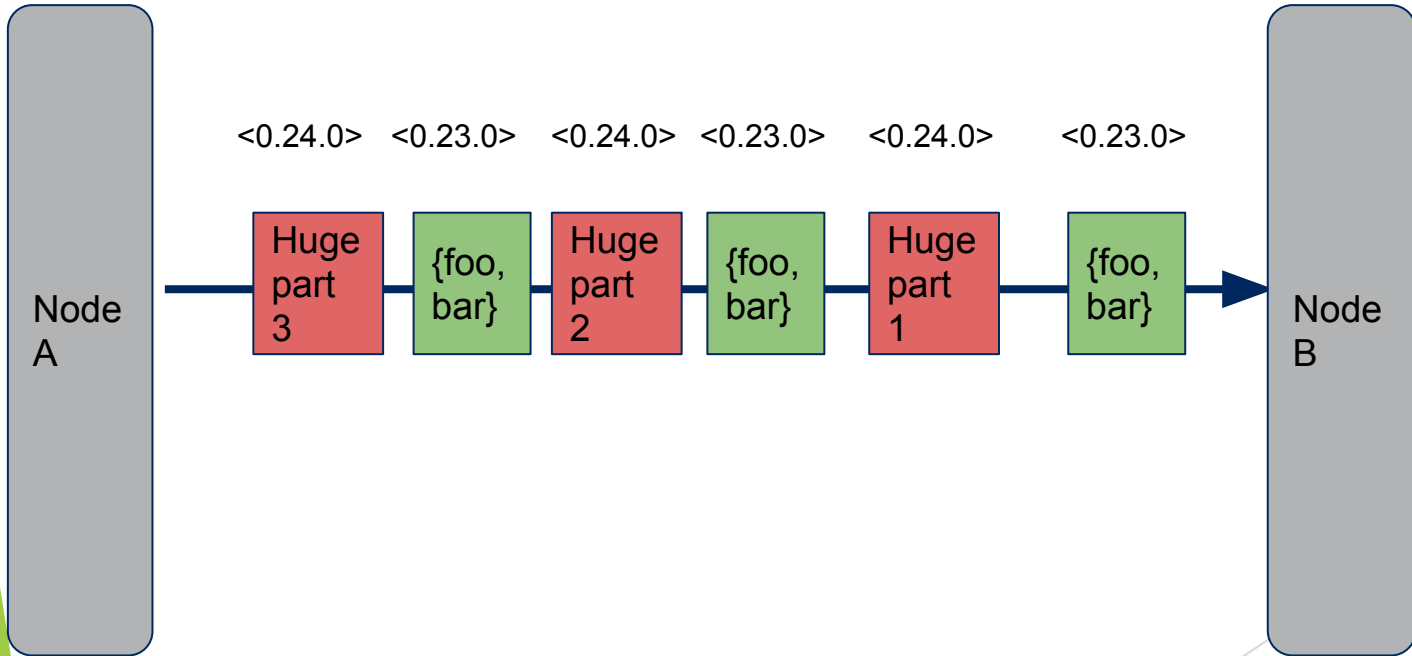 <0.24.0> <0.23.0> <0.24.0> <0.23.0> <0.24.0> <0.23.0>
Node
A
Huge
part
3
{foo,
bar}
Huge
part
2
{foo,
bar}
Huge
part
1
{foo,
bar}
Node
B